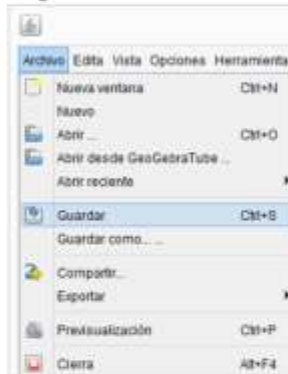 Archivo Edita Vista Opciones Herramienta
Nueva ventana Ctrl+N
Nuevo
Abrir ... Ctrl+O
Abrir desde GeoGebraTube ...
Abrir reciente
Guardar Ctrl+S
Guardar como... ...
Compartir...
Exportar
Previsualización Ctrl+P
Cierra Alt+F4